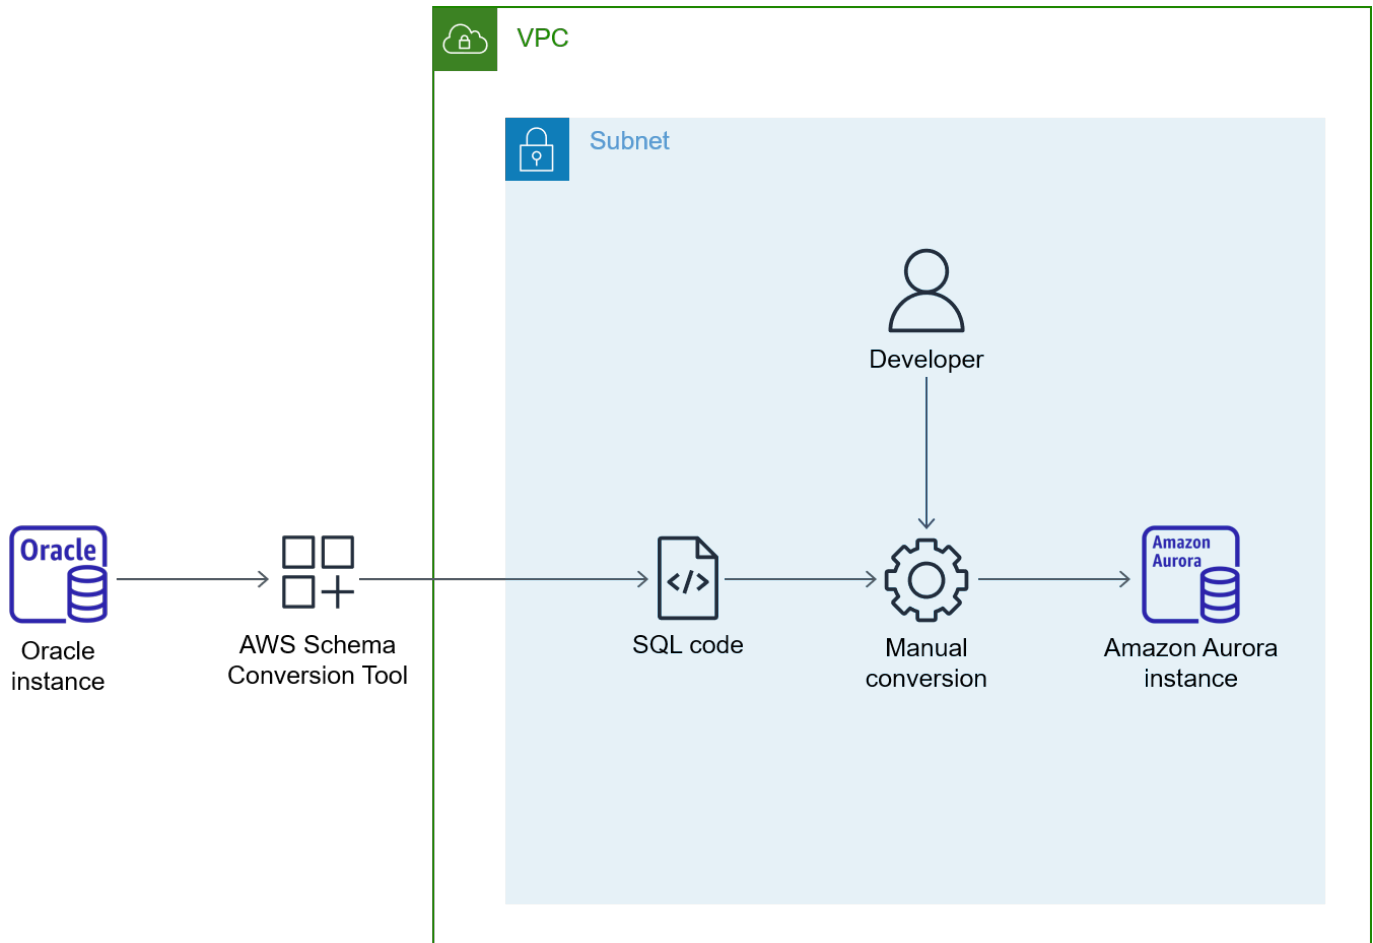 VPC
Subnet
Developer
Oracle
Oracle
instance
AWS Schema
Conversion Tool
</>
SQL code
Manual
conversion
Amazon
Aurora
Amazon Aurora
instance